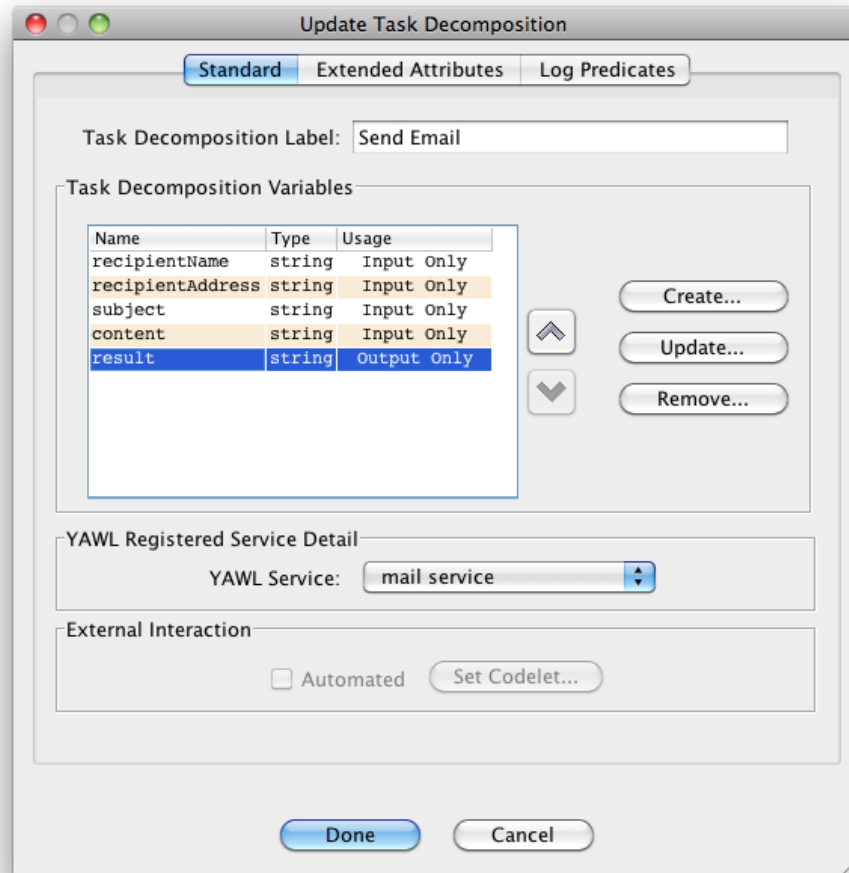 Update Task Decomposition
Standard Extended Attributes Log Predicates
Task Decomposition Label: Send Email
Task Decomposition Variables
Name Type Usage
recipientName string Input Only
recipientAddress string Input Only
subject string Input Only
content string Input Only
result string Output Only
Create...
Update...
Remove...
YAWL Registered Service Detail
YAWL Service: mail service
External Interaction
Automated Set Codelet...
Done Cancel